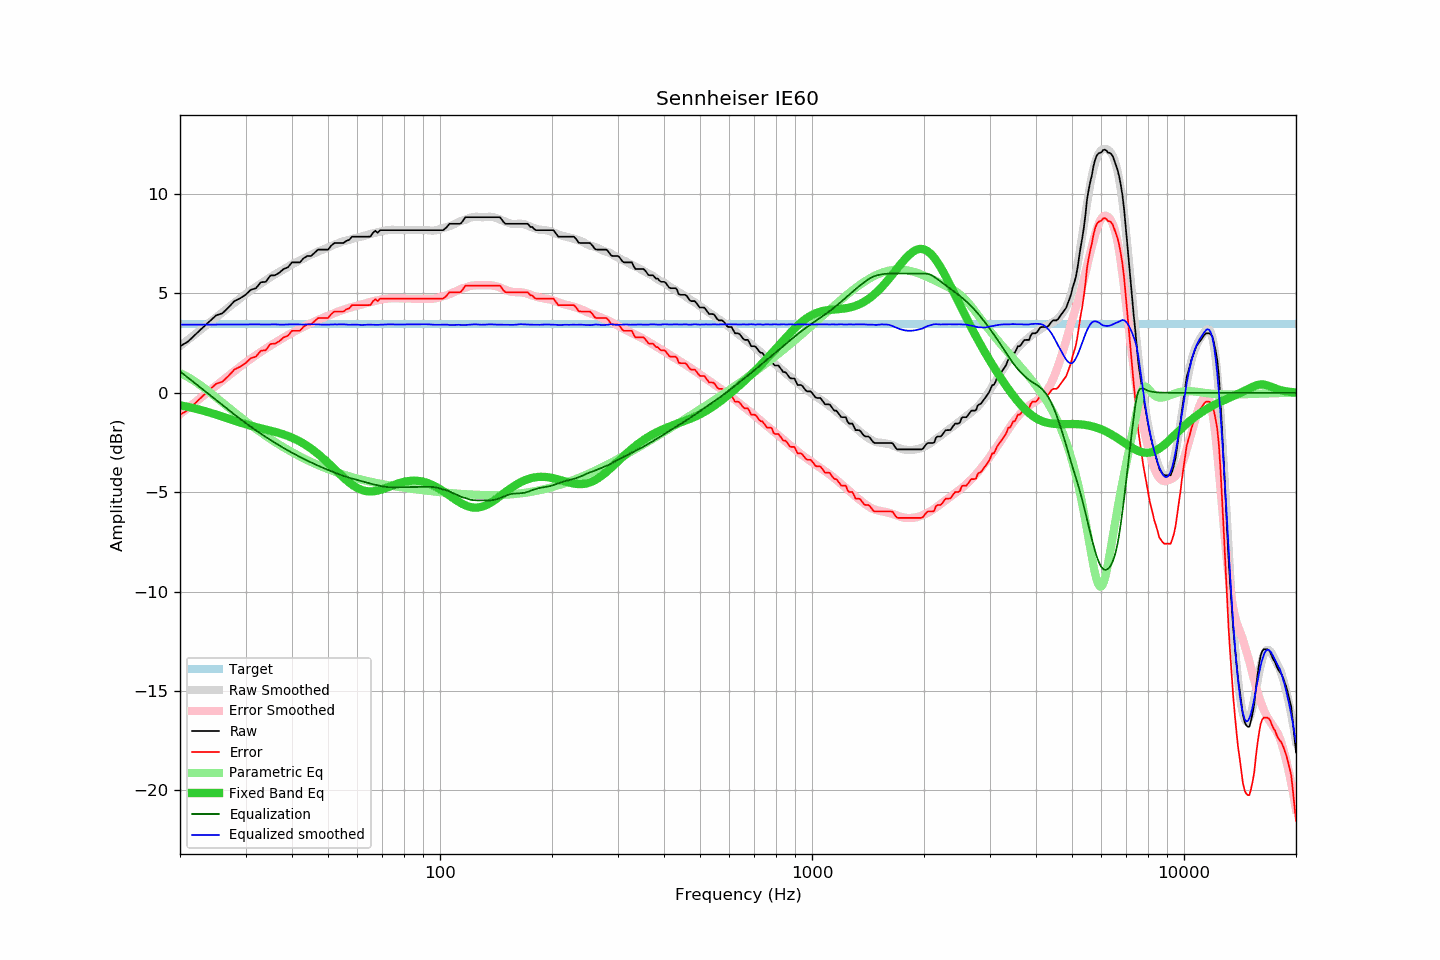 Sennheiser IE60
10
5
0
−5
−10
−15
−20
Amplitude (dBr)
Target
Raw Smoothed
Error Smoothed
Raw
Error
Parametric Eq
Fixed Band Eq
Equalization
Equalized smoothed
100 1000 10000
Frequency (Hz)